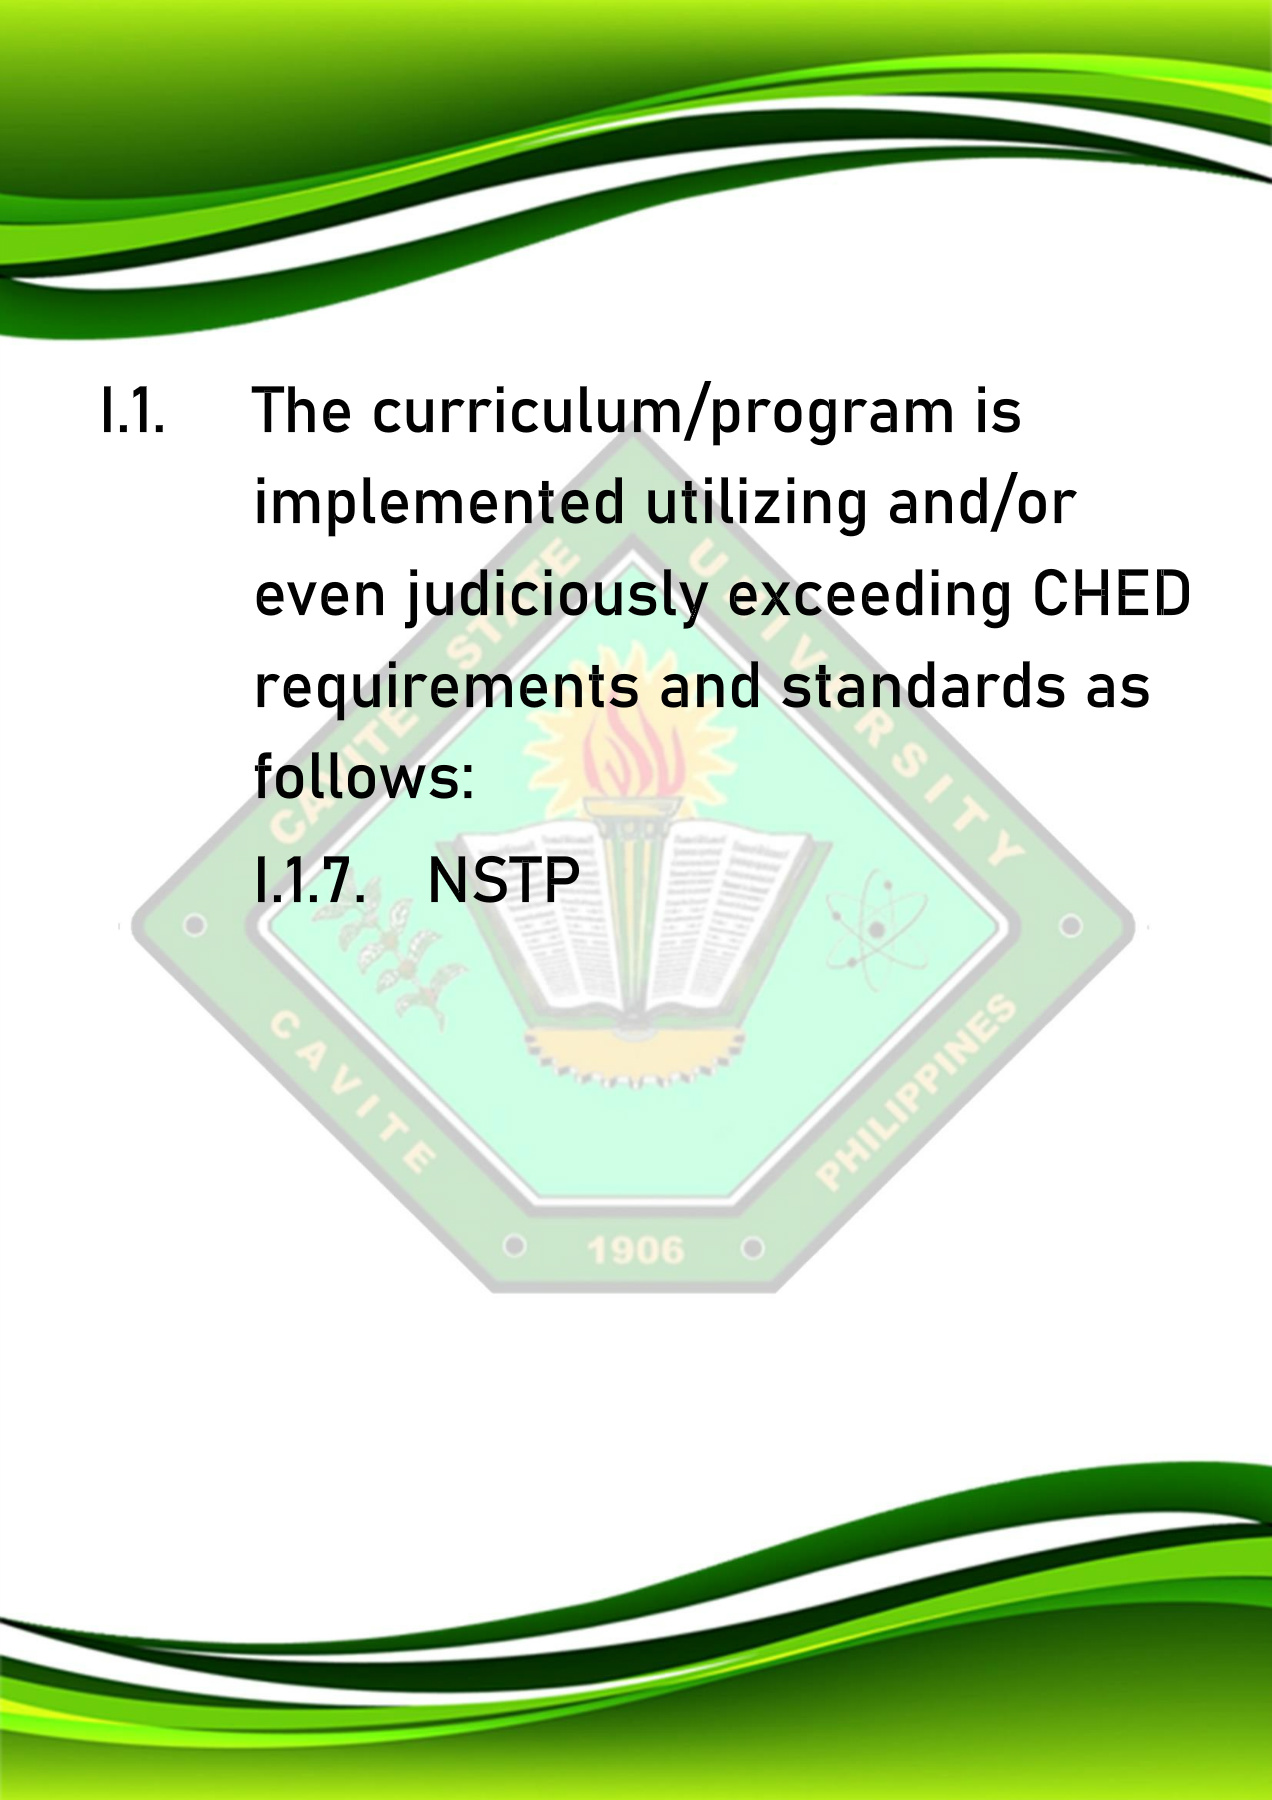 I.1. The curriculum/program is
implemented utilizing and/or
even judiciously exceeding CHED
requirements and standards as
follows:
I.1.7. NSTP
CAVITE STATE UNIVERSITY
CAVITE
PHILIPPINES
1906